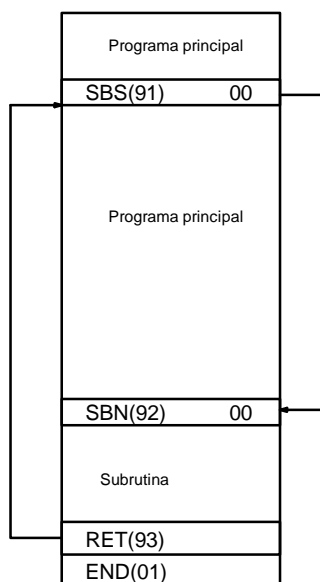 Programa principal
SBS(91) 00
Programa principal
SBN(92) 00
Subrutina
RET(93)
END(01)